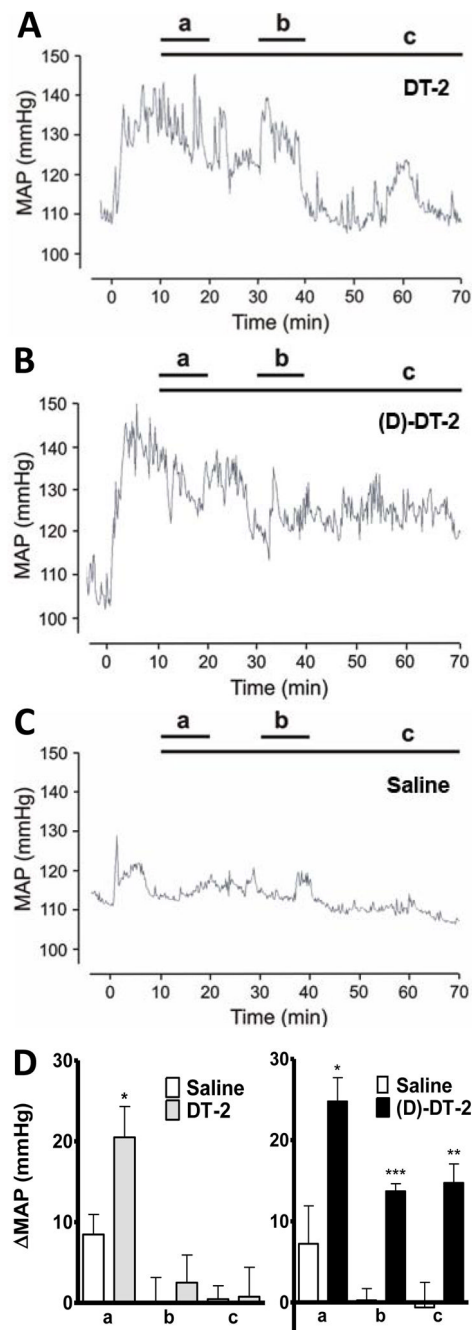 A
a b
c
DT-2
MAP (mmHg)
150
140
130
120
110
100
0 10 20 30 40 50 60 70
Time (min)
B
a b
c
(D)-DT-2
MAP (mmHg)
150
140
130
120
110
100
0 10 20 30 40 50 60 70
Time (min)
C
a b
c
Saline
MAP (mmHg)
150
140
130
120
110
100
0 10 20 30 40 50 60 70
Time (min)
D
ΔMAP (mmHg)
30
20
10
0
Saline
DT-2
*
a b c
30
20
10
0
Saline
(D)-DT-2
*
***
**
a b c